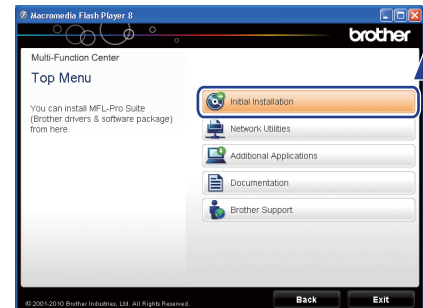 Macromedia Flash Player 8
brother
Multi-Function Center
Top Menu
You can install MFL-Pro Suite
(Brother drivers & software package)
from here.
Initial Installation
Network Utilities
Additional Applications
Documentation
Brother Support
© 2001-2010 Brother Industries, Ltd. All Rights Reserved.
Back
Exit